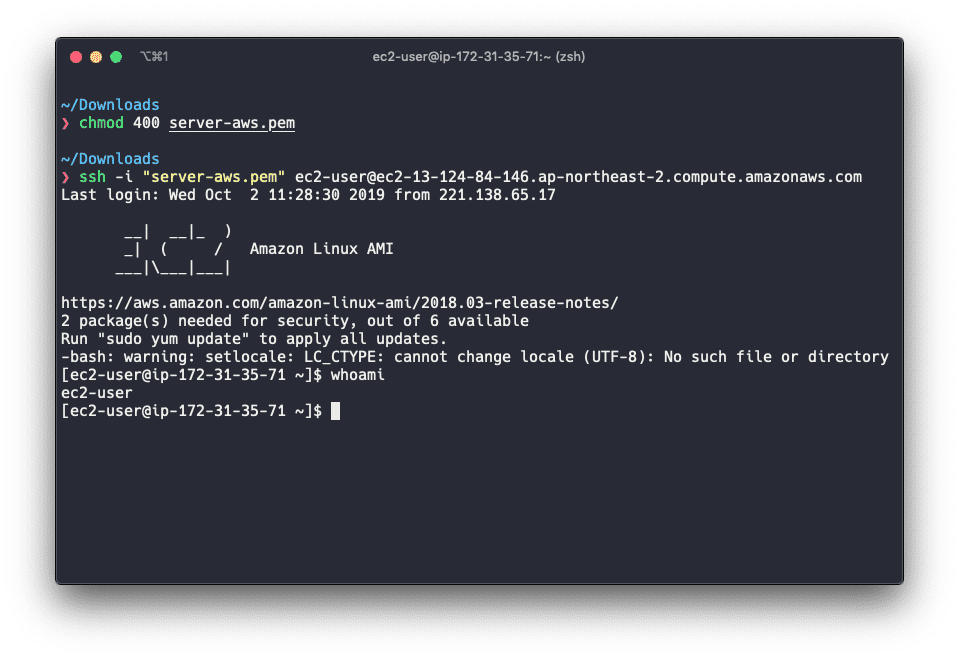 ⌥⌘1 ec2-user@ip-172-31-35-71:~ (zsh)
~/Downloads
❯ chmod 400 server-aws.pem
~/Downloads
❯ ssh -i "server-aws.pem" ec2-user@ec2-13-124-84-146.ap-northeast-2.compute.amazonaws.com
Last login: Wed Oct  2 11:28:30 2019 from 221.138.65.17
       __|  __|_  )
       _|  (     /   Amazon Linux AMI
      ___|\___|___|
https://aws.amazon.com/amazon-linux-ami/2018.03-release-notes/
2 package(s) needed for security, out of 6 available
Run "sudo yum update" to apply all updates.
-bash: warning: setlocale: LC_CTYPE: cannot change locale (UTF-8): No such file or directory
[ec2-user@ip-172-31-35-71 ~]$ whoami
ec2-user
[ec2-user@ip-172-31-35-71 ~]$